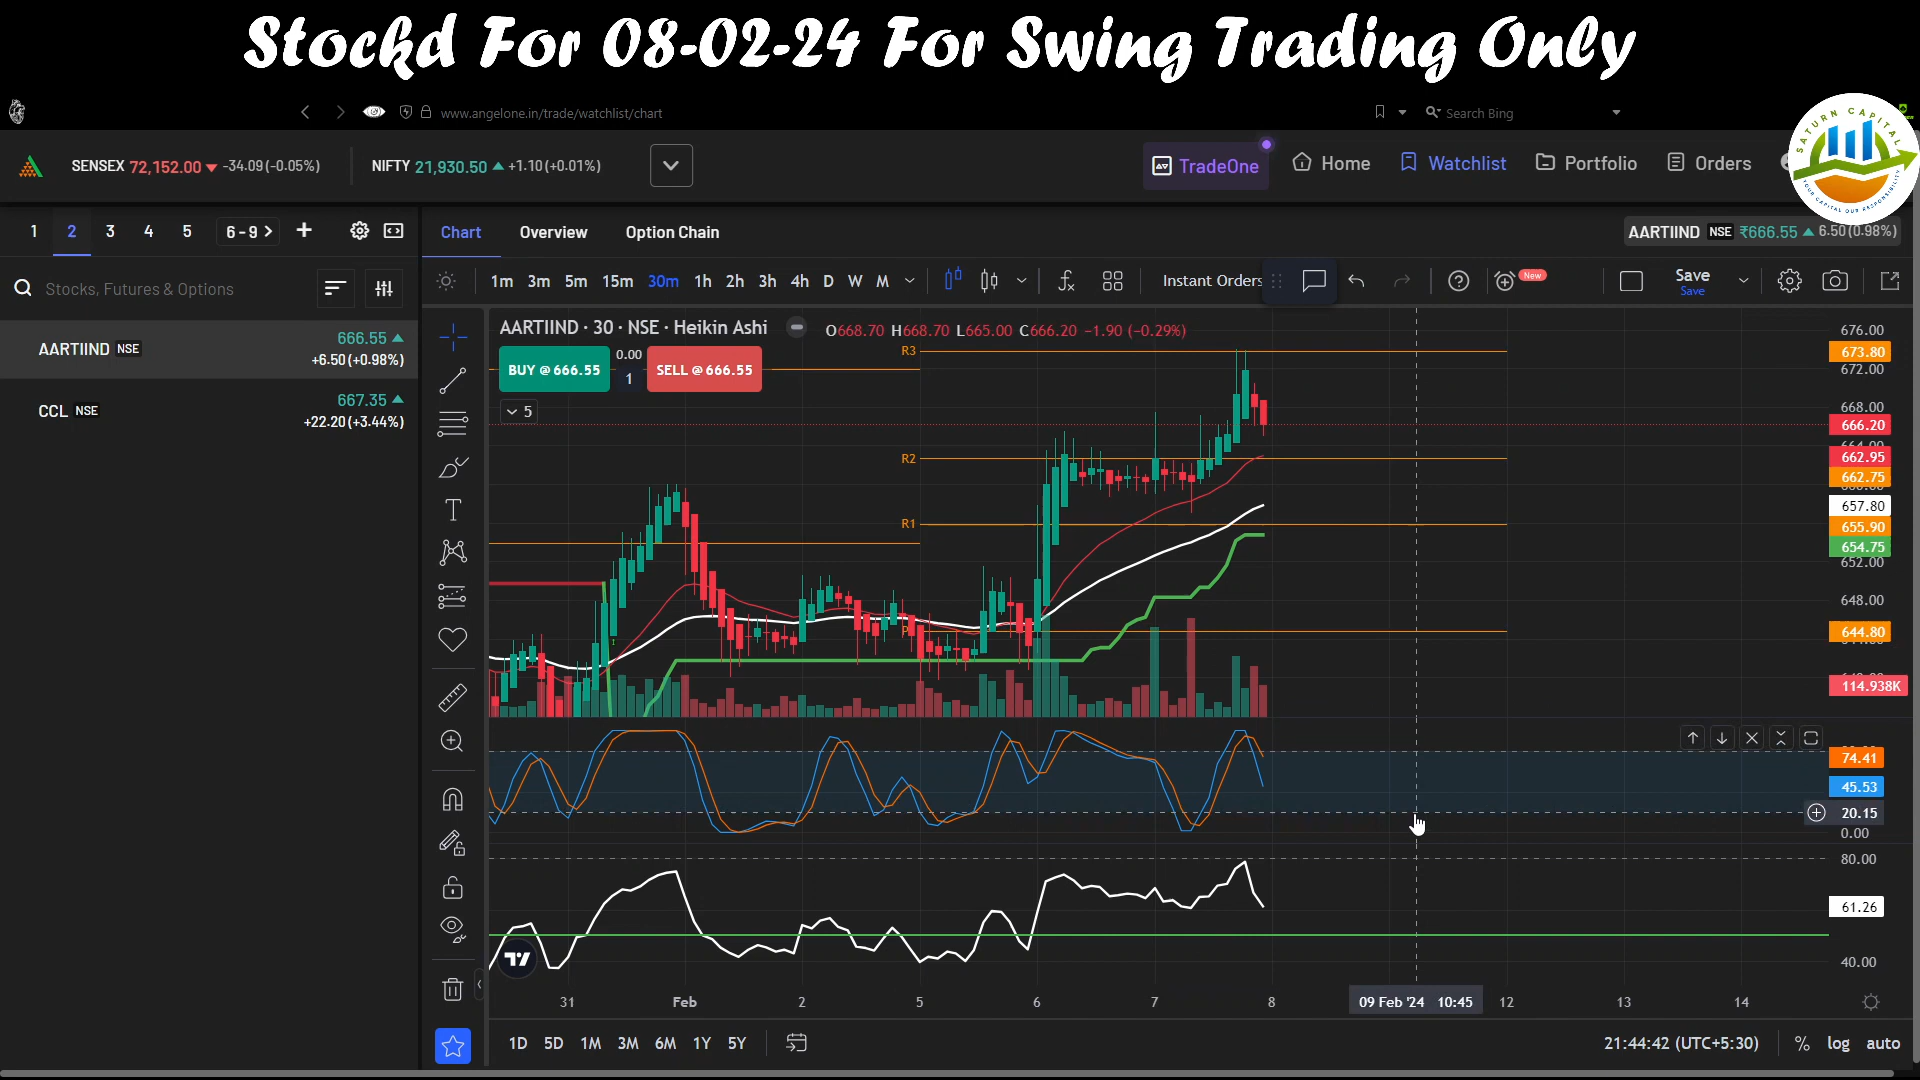 Stockd For 08-02-24 For Swing Trading Only
www.angelone.in/trade/watchlist/chart
Search Bing
SATURN CAPITAL
YOUR CAPITAL OUR RESPONSIBILITY
SENSEX 72,152.00 -34.09(-0.05%)
NIFTY 21,930.50 +1.10(+0.01%)
TradeOne
Home
Watchlist
Portfolio
Orders
1 2 3 4 5 6-9
Chart
Overview
Option Chain
AARTIIND NSE ₹666.55 6.50(0.98%)
Stocks, Futures & Options
1m 3m 5m 15m 30m 1h 2h 3h 4h D W M
Instant Orders
New
Save
Save
AARTIIND NSE
666.55
+6.50(+0.98%)
CCL NSE
667.35
+22.20(+3.44%)
AARTIIND · 30 · NSE · Heikin Ashi
O668.70 H668.70 L665.00 C666.20 −1.90 (−0.29%)
BUY @ 666.55
0.00
1
SELL @ 666.55
5
R3
R2
R1
P
676.00
673.80
672.00
668.00
666.20
664.00
662.95
662.75
657.80
655.90
654.75
652.00
648.00
644.80
114.938K
74.41
45.53
20.15
0.00
80.00
61.26
40.00
31 Feb 2 5 6 7 8 09 Feb '24 10:45 12 13 14
1D 5D 1M 3M 6M 1Y 5Y
21:44:42 (UTC+5:30)
% log auto